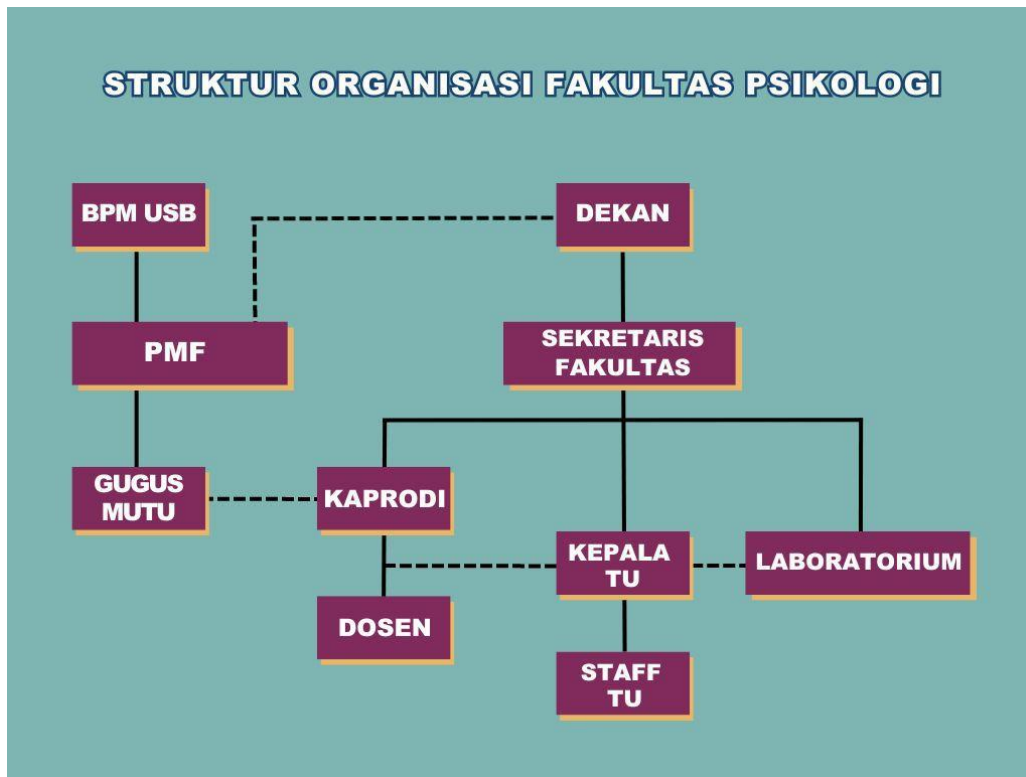 STRUKTUR ORGANISASI FAKULTAS PSIKOLOGI
BPM USB
DEKAN
PMF
SEKRETARIS
FAKULTAS
GUGUS
MUTU
KAPRODI
KEPALA
TU
LABORATORIUM
DOSEN
STAFF
TU